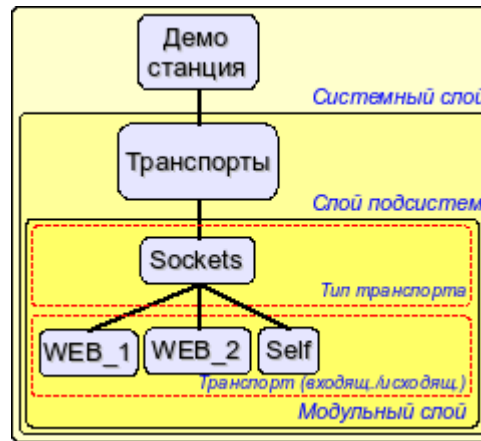 Демо
станция
Системный слой
Транспорты
Слой подсистем
Sockets
Тип транспорта
WEB_1 WEB_2 Self
Транспорт (входящ./исходящ.)
Модульный слой